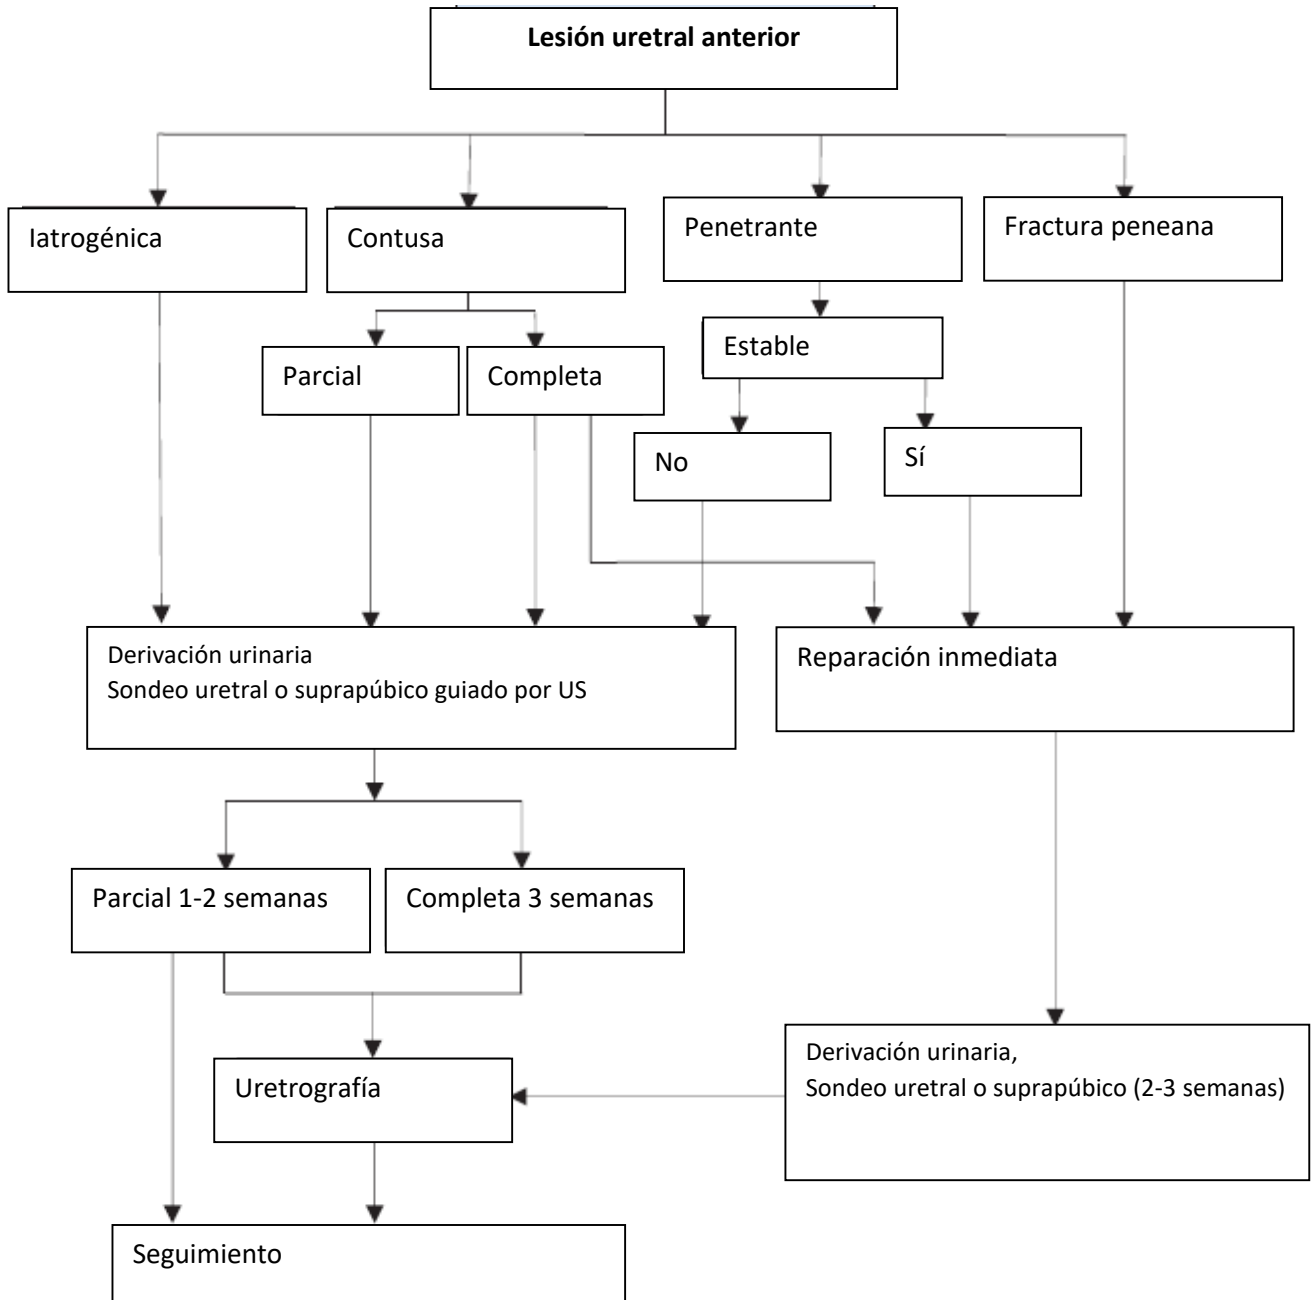 Lesión uretral anterior
Iatrogénica
Contusa
Penetrante
Fractura peneana
Estable
Parcial
Completa
No
Sí
Derivación urinaria
Sondeo uretral o suprapúbico guiado por US
Reparación inmediata
Parcial 1-2 semanas
Completa 3 semanas
Derivación urinaria,
Sondeo uretral o suprapúbico (2-3 semanas)
Uretrografía
Seguimiento